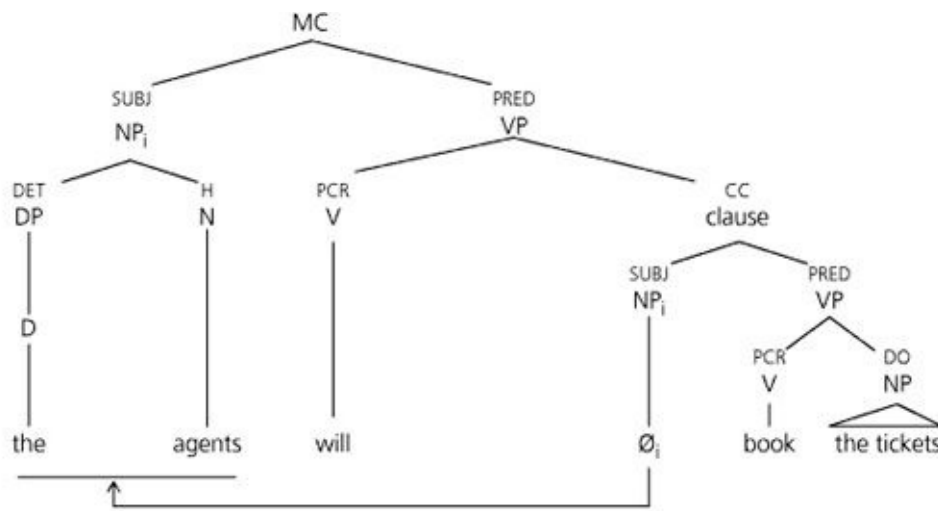 MC
SUBJ PRED
NPi VP
DET H PCR CC
DP N V clause
SUBJ PRED
NPi VP
D
PCR DO
V NP
the agents will Øi book the tickets